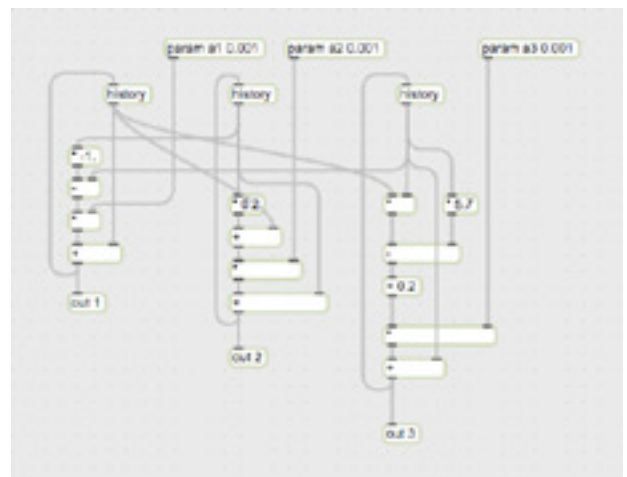 param a1 0.001
param a2 0.001
param a3 0.001
history
history
history
* -1.
-
*
* 0.2
*
* 5.7
+
+
-
out 1
*
+ 0.2
+
*
out 2
+
out 3